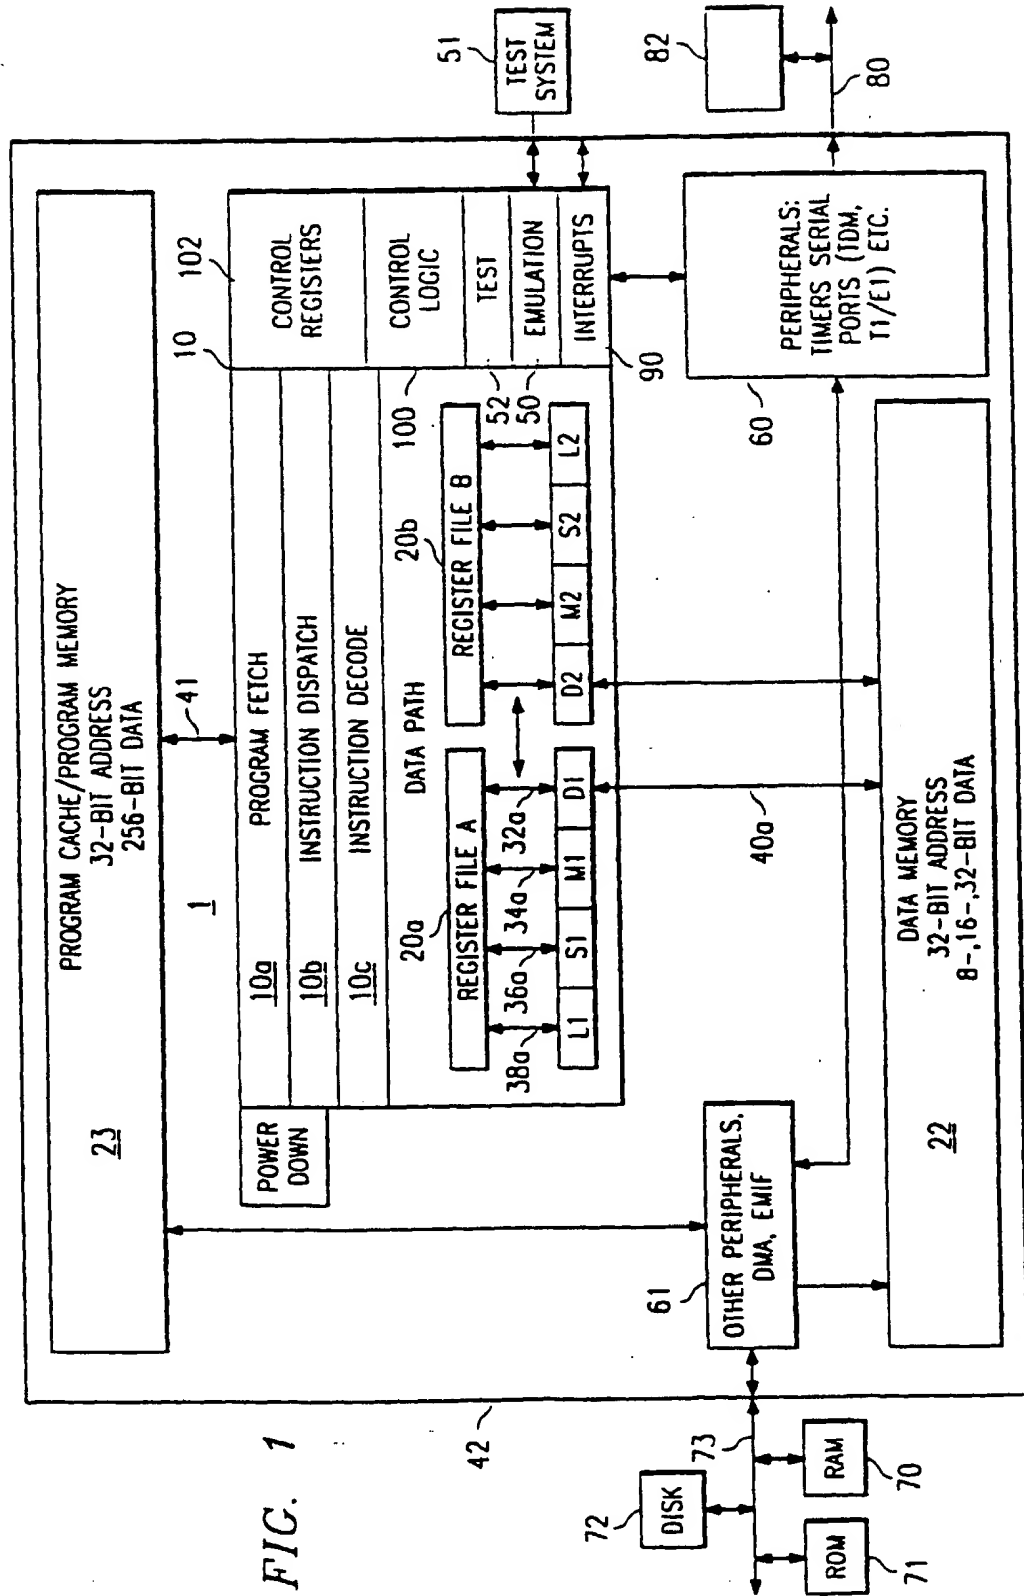 PROGRAM CACHE/PROGRAM MEMORY
32-BIT ADDRESS
256-BIT DATA
23
1
41
POWER
DOWN
10
102
10a
PROGRAM FETCH
10b
INSTRUCTION DISPATCH
10c
INSTRUCTION DECODE
CONTROL
REGISTERS
CONTROL
LOGIC
TEST
EMULATION
INTERRUPTS
100
52
50
90
51
TEST
SYSTEM
DATA PATH
20a
REGISTER FILE A
20b
REGISTER FILE B
38a
36a
34a
32a
L1
S1
M1
D1
D2
M2
S2
L2
40a
61
OTHER PERIPHERALS,
DMA, EMIF
60
PERIPHERALS:
TIMERS SERIAL
PORTS (TDM,
T1/E1) ETC.
82
80
22
DATA MEMORY
32-BIT ADDRESS
8-,16-,32-BIT DATA
42
73
72
DISK
ROM
71
RAM
70
FIG. 1